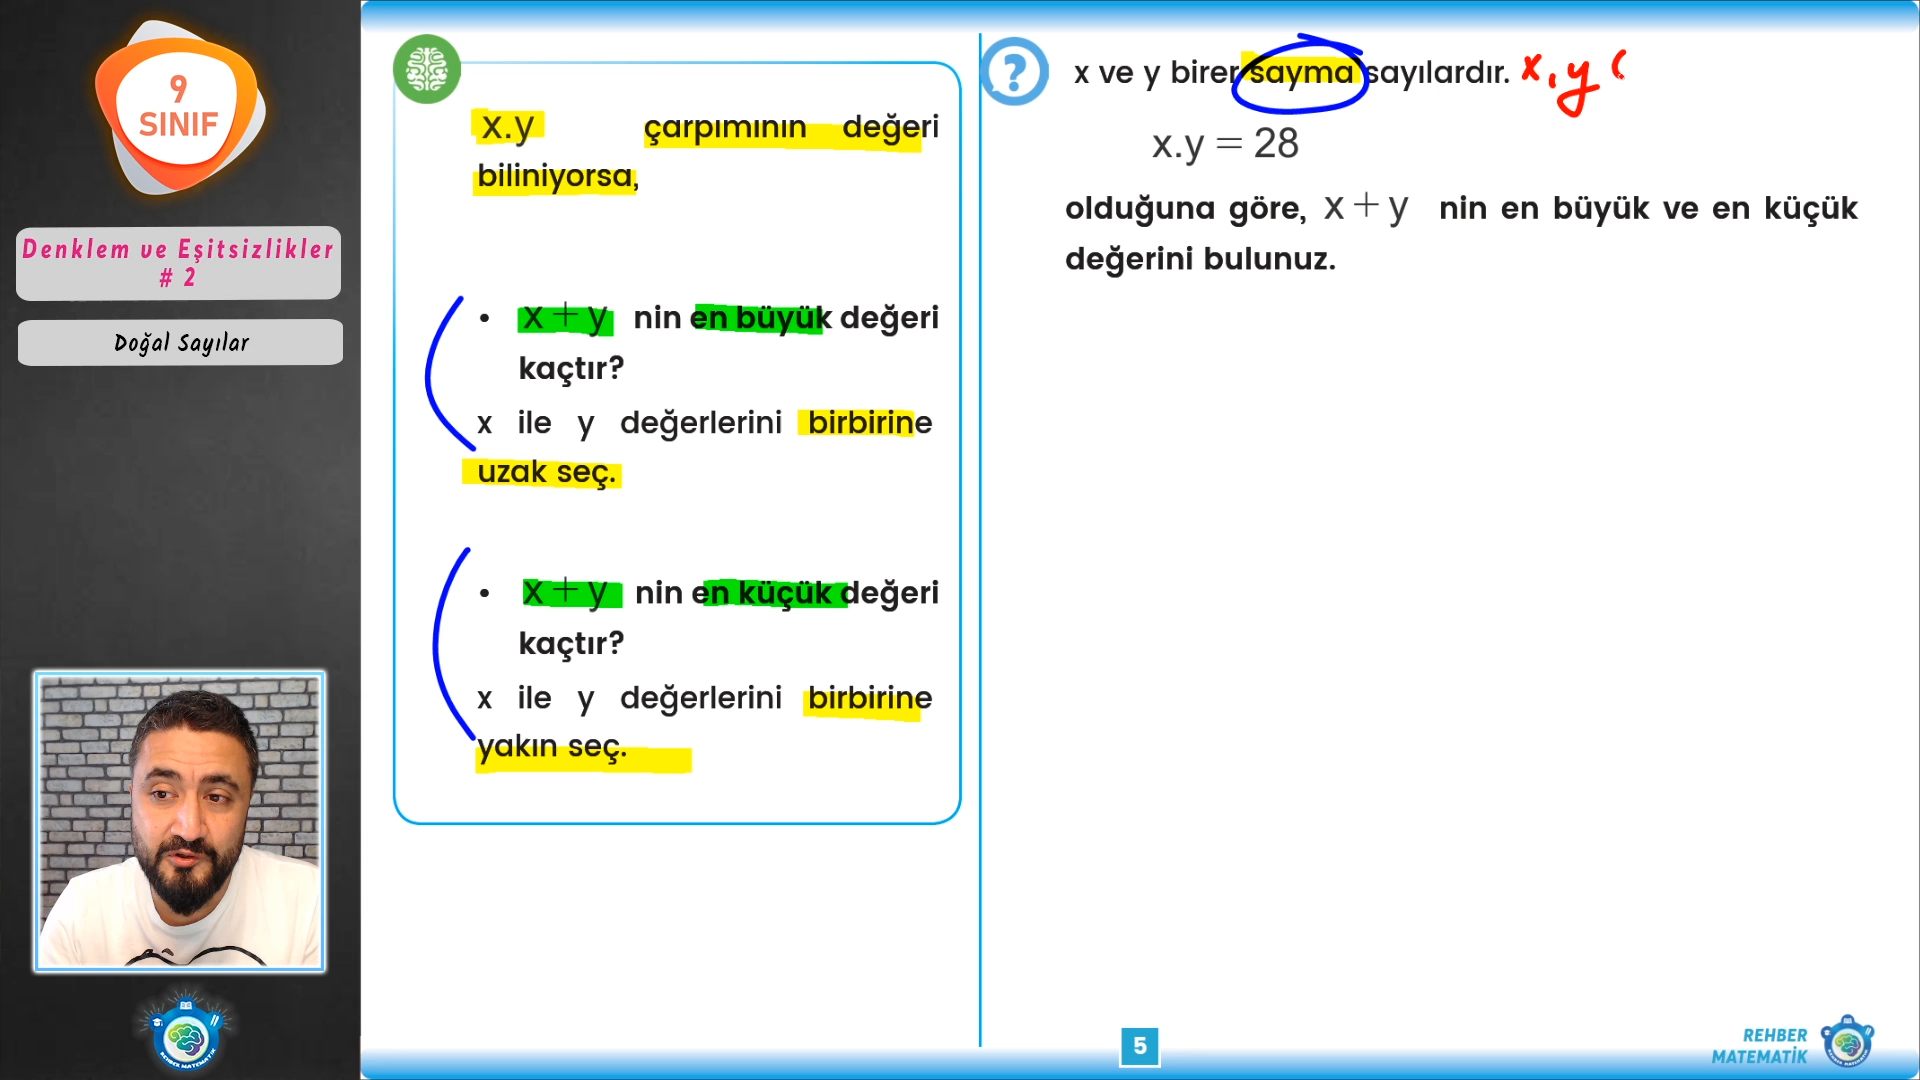 9
SINIF
Denklem ve Eşitsizlikler
# 2
Doğal Sayılar
REHBER MATEMATİK
x.y çarpımının değeri
biliniyorsa,
• x + y nin en büyük değeri
kaçtır?
x ile y değerlerini birbirine
uzak seç.
• x + y nin en küçük değeri
kaçtır?
x ile y değerlerini birbirine
yakın seç.
?
x ve y birer sayma sayılardır. x, y (
x.y = 28
olduğuna göre, x + y nin en büyük ve en küçük
değerini bulunuz.
5
REHBER
MATEMATİK